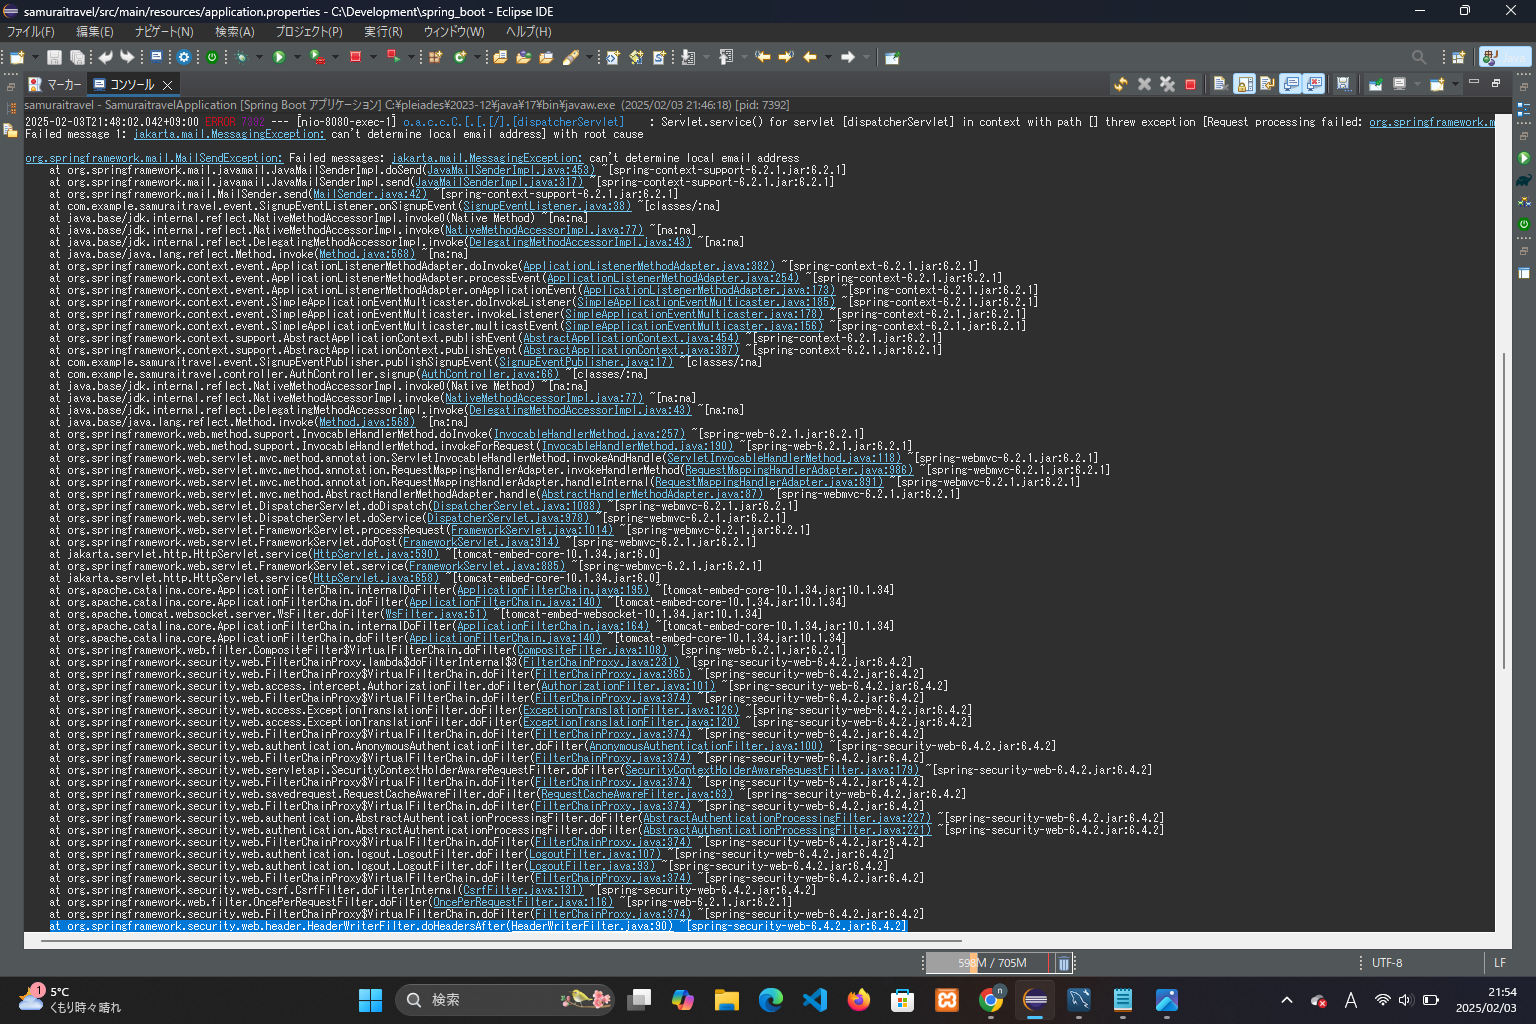 samuraitravel/src/main/resources/application.properties - C:\Development\spring_boot - Eclipse IDE
ファイル(F) 編集(E) ナビゲート(N) 検索(A) プロジェクト(P) 実行(R) ウィンドウ(W) ヘルプ(H)
Java
マーカー コンソール
samuraitravel - SamuraitravelApplication [Spring Boot アプリケーション] C:¥pleiades¥2023-12¥java¥17¥bin¥javaw.exe (2025/02/03 21:46:18) [pid: 7392]
2025-02-03T21:48:02.042+09:00 ERROR 7392 --- [nio-8080-exec-1] o.a.c.c.C.[.[.[/].[dispatcherServlet] : Servlet.service() for servlet [dispatcherServlet] in context with path [] threw exception [Request processing failed: org.springframework.m
Failed message 1: jakarta.mail.MessagingException: can't determine local email address] with root cause
org.springframework.mail.MailSendException: Failed messages: jakarta.mail.MessagingException: can't determine local email address
at org.springframework.mail.javamail.JavaMailSenderImpl.doSend(JavaMailSenderImpl.java:453) ~[spring-context-support-6.2.1.jar:6.2.1]
at org.springframework.mail.javamail.JavaMailSenderImpl.send(JavaMailSenderImpl.java:317) ~[spring-context-support-6.2.1.jar:6.2.1]
at org.springframework.mail.MailSender.send(MailSender.java:42) ~[spring-context-support-6.2.1.jar:6.2.1]
at com.example.samuraitravel.event.SignupEventListener.onSignupEvent(SignupEventListener.java:38) ~[classes/:na]
at java.base/jdk.internal.reflect.NativeMethodAccessorImpl.invoke0(Native Method) ~[na:na]
at java.base/jdk.internal.reflect.NativeMethodAccessorImpl.invoke(NativeMethodAccessorImpl.java:77) ~[na:na]
at java.base/jdk.internal.reflect.DelegatingMethodAccessorImpl.invoke(DelegatingMethodAccessorImpl.java:43) ~[na:na]
at java.base/java.lang.reflect.Method.invoke(Method.java:568) ~[na:na]
at org.springframework.context.event.ApplicationListenerMethodAdapter.doInvoke(ApplicationListenerMethodAdapter.java:382) ~[spring-context-6.2.1.jar:6.2.1]
at org.springframework.context.event.ApplicationListenerMethodAdapter.processEvent(ApplicationListenerMethodAdapter.java:254) ~[spring-context-6.2.1.jar:6.2.1]
at org.springframework.context.event.ApplicationListenerMethodAdapter.onApplicationEvent(ApplicationListenerMethodAdapter.java:173) ~[spring-context-6.2.1.jar:6.2.1]
at org.springframework.context.event.SimpleApplicationEventMulticaster.doInvokeListener(SimpleApplicationEventMulticaster.java:185) ~[spring-context-6.2.1.jar:6.2.1]
at org.springframework.context.event.SimpleApplicationEventMulticaster.invokeListener(SimpleApplicationEventMulticaster.java:178) ~[spring-context-6.2.1.jar:6.2.1]
at org.springframework.context.event.SimpleApplicationEventMulticaster.multicastEvent(SimpleApplicationEventMulticaster.java:156) ~[spring-context-6.2.1.jar:6.2.1]
at org.springframework.context.support.AbstractApplicationContext.publishEvent(AbstractApplicationContext.java:454) ~[spring-context-6.2.1.jar:6.2.1]
at org.springframework.context.support.AbstractApplicationContext.publishEvent(AbstractApplicationContext.java:387) ~[spring-context-6.2.1.jar:6.2.1]
at com.example.samuraitravel.event.SignupEventPublisher.publishSignupEvent(SignupEventPublisher.java:17) ~[classes/:na]
at com.example.samuraitravel.controller.AuthController.signup(AuthController.java:66) ~[classes/:na]
at java.base/jdk.internal.reflect.NativeMethodAccessorImpl.invoke0(Native Method) ~[na:na]
at java.base/jdk.internal.reflect.NativeMethodAccessorImpl.invoke(NativeMethodAccessorImpl.java:77) ~[na:na]
at java.base/jdk.internal.reflect.DelegatingMethodAccessorImpl.invoke(DelegatingMethodAccessorImpl.java:43) ~[na:na]
at java.base/java.lang.reflect.Method.invoke(Method.java:568) ~[na:na]
at org.springframework.web.method.support.InvocableHandlerMethod.doInvoke(InvocableHandlerMethod.java:257) ~[spring-web-6.2.1.jar:6.2.1]
at org.springframework.web.method.support.InvocableHandlerMethod.invokeForRequest(InvocableHandlerMethod.java:190) ~[spring-web-6.2.1.jar:6.2.1]
at org.springframework.web.servlet.mvc.method.annotation.ServletInvocableHandlerMethod.invokeAndHandle(ServletInvocableHandlerMethod.java:118) ~[spring-webmvc-6.2.1.jar:6.2.1]
at org.springframework.web.servlet.mvc.method.annotation.RequestMappingHandlerAdapter.invokeHandlerMethod(RequestMappingHandlerAdapter.java:986) ~[spring-webmvc-6.2.1.jar:6.2.1]
at org.springframework.web.servlet.mvc.method.annotation.RequestMappingHandlerAdapter.handleInternal(RequestMappingHandlerAdapter.java:891) ~[spring-webmvc-6.2.1.jar:6.2.1]
at org.springframework.web.servlet.mvc.method.AbstractHandlerMethodAdapter.handle(AbstractHandlerMethodAdapter.java:87) ~[spring-webmvc-6.2.1.jar:6.2.1]
at org.springframework.web.servlet.DispatcherServlet.doDispatch(DispatcherServlet.java:1088) ~[spring-webmvc-6.2.1.jar:6.2.1]
at org.springframework.web.servlet.DispatcherServlet.doService(DispatcherServlet.java:978) ~[spring-webmvc-6.2.1.jar:6.2.1]
at org.springframework.web.servlet.FrameworkServlet.processRequest(FrameworkServlet.java:1014) ~[spring-webmvc-6.2.1.jar:6.2.1]
at org.springframework.web.servlet.FrameworkServlet.doPost(FrameworkServlet.java:914) ~[spring-webmvc-6.2.1.jar:6.2.1]
at jakarta.servlet.http.HttpServlet.service(HttpServlet.java:590) ~[tomcat-embed-core-10.1.34.jar:6.0]
at org.springframework.web.servlet.FrameworkServlet.service(FrameworkServlet.java:885) ~[spring-webmvc-6.2.1.jar:6.2.1]
at jakarta.servlet.http.HttpServlet.service(HttpServlet.java:658) ~[tomcat-embed-core-10.1.34.jar:6.0]
at org.apache.catalina.core.ApplicationFilterChain.internalDoFilter(ApplicationFilterChain.java:195) ~[tomcat-embed-core-10.1.34.jar:10.1.34]
at org.apache.catalina.core.ApplicationFilterChain.doFilter(ApplicationFilterChain.java:140) ~[tomcat-embed-core-10.1.34.jar:10.1.34]
at org.apache.tomcat.websocket.server.WsFilter.doFilter(WsFilter.java:51) ~[tomcat-embed-websocket-10.1.34.jar:10.1.34]
at org.apache.catalina.core.ApplicationFilterChain.internalDoFilter(ApplicationFilterChain.java:164) ~[tomcat-embed-core-10.1.34.jar:10.1.34]
at org.apache.catalina.core.ApplicationFilterChain.doFilter(ApplicationFilterChain.java:140) ~[tomcat-embed-core-10.1.34.jar:10.1.34]
at org.springframework.web.filter.CompositeFilter$VirtualFilterChain.doFilter(CompositeFilter.java:108) ~[spring-web-6.2.1.jar:6.2.1]
at org.springframework.security.web.FilterChainProxy.lambda$doFilterInternal$3(FilterChainProxy.java:231) ~[spring-security-web-6.4.2.jar:6.4.2]
at org.springframework.security.web.FilterChainProxy$VirtualFilterChain.doFilter(FilterChainProxy.java:365) ~[spring-security-web-6.4.2.jar:6.4.2]
at org.springframework.security.web.access.intercept.AuthorizationFilter.doFilter(AuthorizationFilter.java:101) ~[spring-security-web-6.4.2.jar:6.4.2]
at org.springframework.security.web.FilterChainProxy$VirtualFilterChain.doFilter(FilterChainProxy.java:374) ~[spring-security-web-6.4.2.jar:6.4.2]
at org.springframework.security.web.access.ExceptionTranslationFilter.doFilter(ExceptionTranslationFilter.java:126) ~[spring-security-web-6.4.2.jar:6.4.2]
at org.springframework.security.web.access.ExceptionTranslationFilter.doFilter(ExceptionTranslationFilter.java:120) ~[spring-security-web-6.4.2.jar:6.4.2]
at org.springframework.security.web.FilterChainProxy$VirtualFilterChain.doFilter(FilterChainProxy.java:374) ~[spring-security-web-6.4.2.jar:6.4.2]
at org.springframework.security.web.authentication.AnonymousAuthenticationFilter.doFilter(AnonymousAuthenticationFilter.java:100) ~[spring-security-web-6.4.2.jar:6.4.2]
at org.springframework.security.web.FilterChainProxy$VirtualFilterChain.doFilter(FilterChainProxy.java:374) ~[spring-security-web-6.4.2.jar:6.4.2]
at org.springframework.security.web.servletapi.SecurityContextHolderAwareRequestFilter.doFilter(SecurityContextHolderAwareRequestFilter.java:179) ~[spring-security-web-6.4.2.jar:6.4.2]
at org.springframework.security.web.FilterChainProxy$VirtualFilterChain.doFilter(FilterChainProxy.java:374) ~[spring-security-web-6.4.2.jar:6.4.2]
at org.springframework.security.web.savedrequest.RequestCacheAwareFilter.doFilter(RequestCacheAwareFilter.java:63) ~[spring-security-web-6.4.2.jar:6.4.2]
at org.springframework.security.web.FilterChainProxy$VirtualFilterChain.doFilter(FilterChainProxy.java:374) ~[spring-security-web-6.4.2.jar:6.4.2]
at org.springframework.security.web.authentication.AbstractAuthenticationProcessingFilter.doFilter(AbstractAuthenticationProcessingFilter.java:227) ~[spring-security-web-6.4.2.jar:6.4.2]
at org.springframework.security.web.authentication.AbstractAuthenticationProcessingFilter.doFilter(AbstractAuthenticationProcessingFilter.java:221) ~[spring-security-web-6.4.2.jar:6.4.2]
at org.springframework.security.web.FilterChainProxy$VirtualFilterChain.doFilter(FilterChainProxy.java:374) ~[spring-security-web-6.4.2.jar:6.4.2]
at org.springframework.security.web.authentication.logout.LogoutFilter.doFilter(LogoutFilter.java:107) ~[spring-security-web-6.4.2.jar:6.4.2]
at org.springframework.security.web.authentication.logout.LogoutFilter.doFilter(LogoutFilter.java:93) ~[spring-security-web-6.4.2.jar:6.4.2]
at org.springframework.security.web.FilterChainProxy$VirtualFilterChain.doFilter(FilterChainProxy.java:374) ~[spring-security-web-6.4.2.jar:6.4.2]
at org.springframework.security.web.csrf.CsrfFilter.doFilterInternal(CsrfFilter.java:131) ~[spring-security-web-6.4.2.jar:6.4.2]
at org.springframework.web.filter.OncePerRequestFilter.doFilter(OncePerRequestFilter.java:116) ~[spring-web-6.2.1.jar:6.2.1]
at org.springframework.security.web.FilterChainProxy$VirtualFilterChain.doFilter(FilterChainProxy.java:374) ~[spring-security-web-6.4.2.jar:6.4.2]
at org.springframework.security.web.header.HeaderWriterFilter.doHeadersAfter(HeaderWriterFilter.java:90) ~[spring-security-web-6.4.2.jar:6.4.2]
598M / 705M UTF-8 LF
1 5°C
くもり時々晴れ
検索
n
A
21:54
2025/02/03